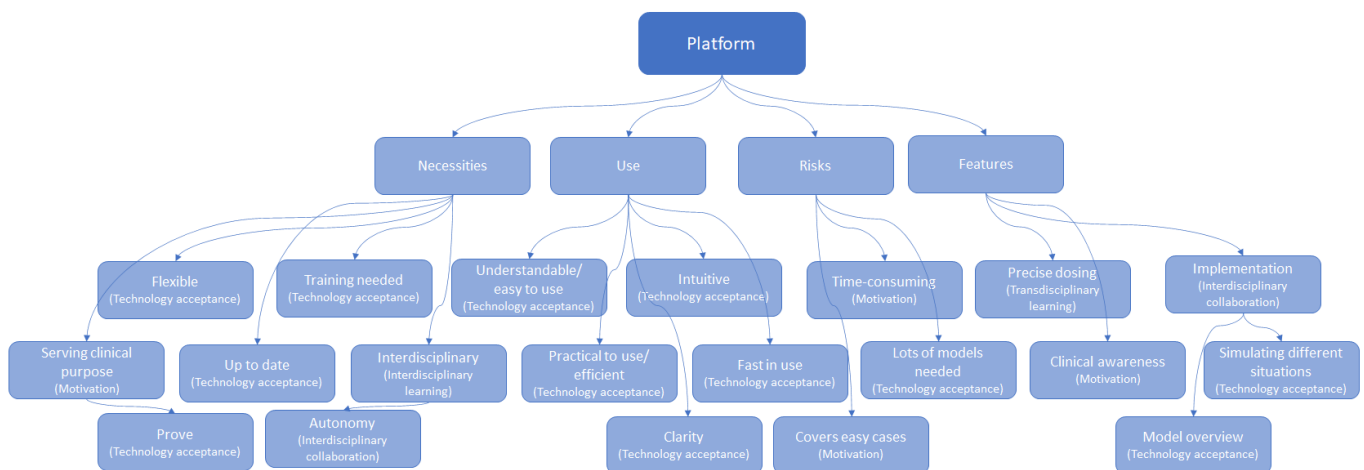 Platform
Necessities
Use
Risks
Features
Flexible
(Technology acceptance)
Training needed
(Technology acceptance)
Understandable/
easy to use
(Technology acceptance)
Intuitive
(Technology acceptance)
Time-consuming
(Motivation)
Precise dosing
(Transdisciplinary
learning)
Implementation
(Interdisciplinary
collaboration)
Serving clinical
purpose
(Motivation)
Up to date
(Technology acceptance)
Interdisciplinary
(Interdisciplinary
learning)
Practical to use/
efficient
(Technology acceptance)
Fast in use
(Technology acceptance)
Lots of models
needed
(Technology acceptance)
Clinical awareness
(Motivation)
Simulating different
situations
(Technology acceptance)
Prove
(Technology acceptance)
Autonomy
(Interdisciplinary
collaboration)
Clarity
(Technology acceptance)
Covers easy cases
(Motivation)
Model overview
(Technology acceptance)